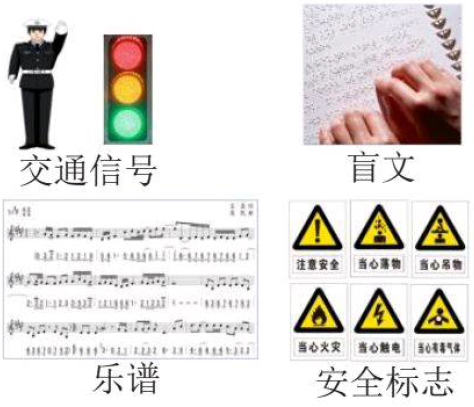 交通信号
盲文
乐谱
注意安全
当心落物
当心吊物
当心火灾
当心触电
当心有毒气体
安全标志